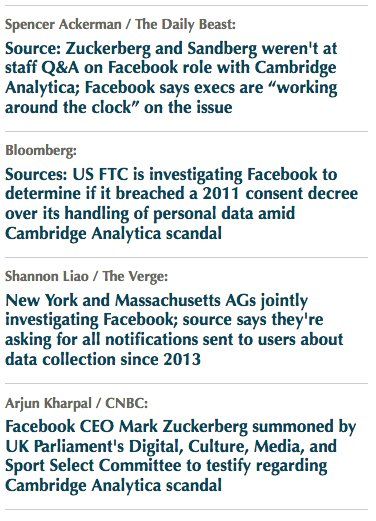 Spencer Ackerman / The Daily Beast:
Source: Zuckerberg and Sandberg weren't at
staff Q&A on Facebook role with Cambridge
Analytica; Facebook says execs are “working
around the clock” on the issue
Bloomberg:
Sources: US FTC is investigating Facebook to
determine if it breached a 2011 consent decree
over its handling of personal data amid
Cambridge Analytica scandal
Shannon Liao / The Verge:
New York and Massachusetts AGs jointly
investigating Facebook; source says they're
asking for all notifications sent to users about
data collection since 2013
Arjun Kharpal / CNBC:
Facebook CEO Mark Zuckerberg summoned by
UK Parliament's Digital, Culture, Media, and
Sport Select Committee to testify regarding
Cambridge Analytica scandal